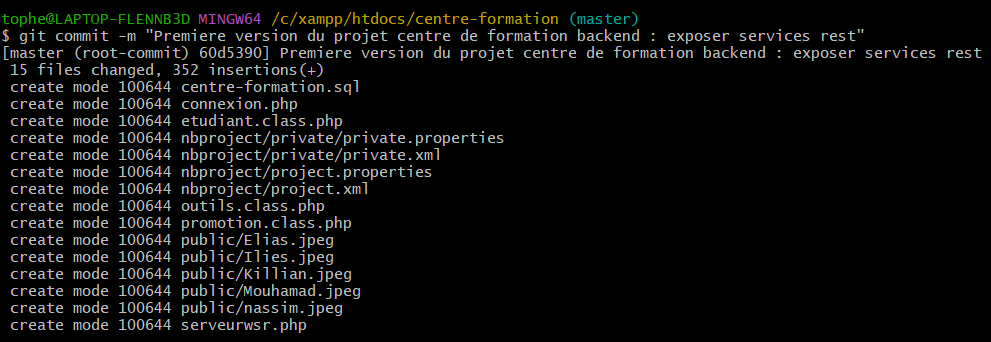 tophe@LAPTOP-FLENNB3D MINGW64 /c/xampp/htdocs/centre-formation (master)
$ git commit -m "Premiere version du projet centre de formation backend : exposer services rest"
[master (root-commit) 60d5390] Premiere version du projet centre de formation backend : exposer services rest
 15 files changed, 352 insertions(+)
 create mode 100644 centre-formation.sql
 create mode 100644 connexion.php
 create mode 100644 etudiant.class.php
 create mode 100644 nbproject/private/private.properties
 create mode 100644 nbproject/private/private.xml
 create mode 100644 nbproject/project.properties
 create mode 100644 nbproject/project.xml
 create mode 100644 outils.class.php
 create mode 100644 promotion.class.php
 create mode 100644 public/Elias.jpeg
 create mode 100644 public/Ilies.jpeg
 create mode 100644 public/Killian.jpeg
 create mode 100644 public/Mouhamad.jpeg
 create mode 100644 public/nassim.jpeg
 create mode 100644 serveurwsr.php